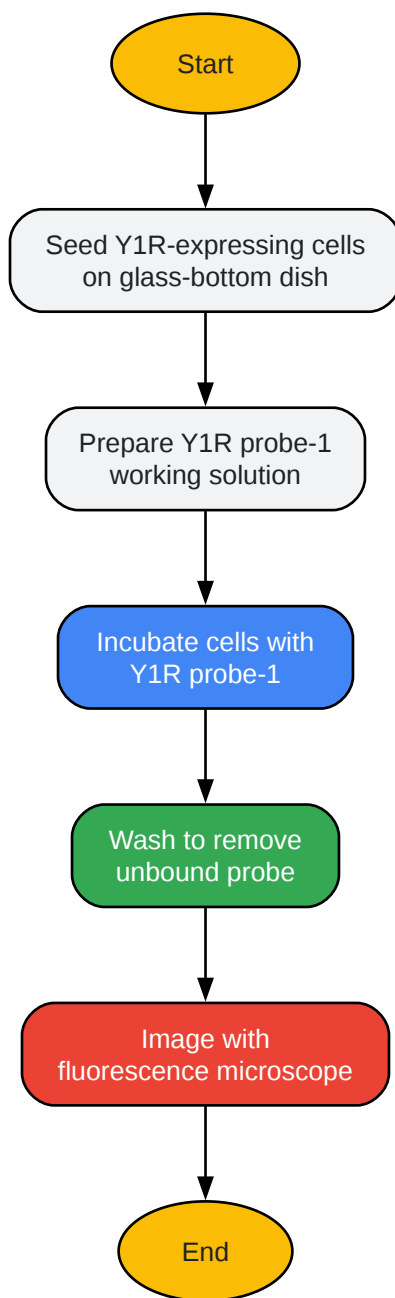 Start
Seed Y1R-expressing cells
on glass-bottom dish
Prepare Y1R probe-1
working solution
Incubate cells with
Y1R probe-1
Wash to remove
unbound probe
Image with
fluorescence microscope
End